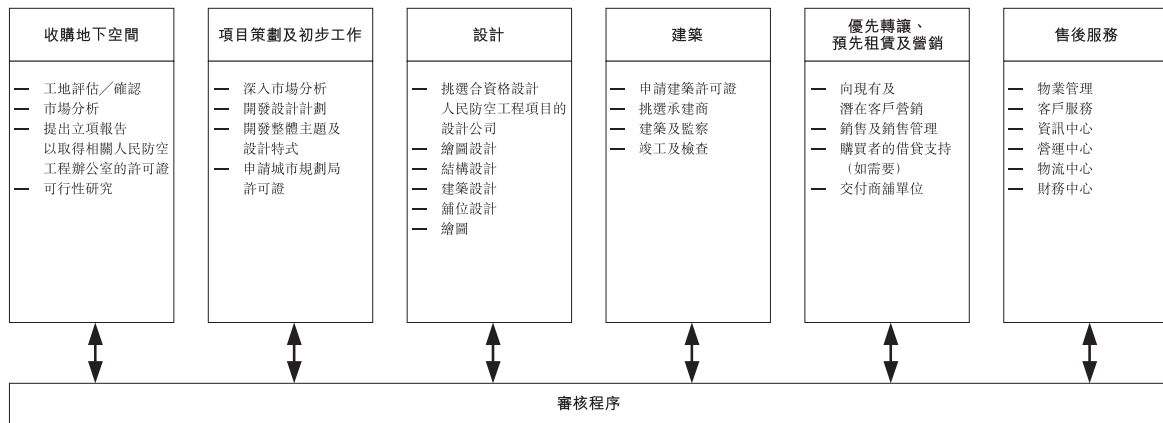 收購地下空間
— 工地評估／確認
— 市場分析
— 提出立項報告
以取得相關人民防空
工程辦公室的許可證
— 可行性研究
項目策劃及初步工作
— 深入市場分析
— 開發設計計劃
— 開發整體主題及
設計特式
— 申請城市規劃局
許可證
設計
— 挑選合資格設計
人民防空工程項目的
設計公司
— 繪圖設計
— 結構設計
— 建築設計
— 舖位設計
— 繪圖
建築
— 申請建築許可證
— 挑選承建商
— 建築及監察
— 竣工及檢查
優先轉讓、
預先租賃及營銷
— 向現有及
潛在客戶營銷
— 銷售及銷售管理
— 購買者的借貸支持
（如需要）
— 交付商舖單位
售後服務
— 物業管理
— 客戶服務
— 資訊中心
— 營運中心
— 物流中心
— 財務中心
審核程序